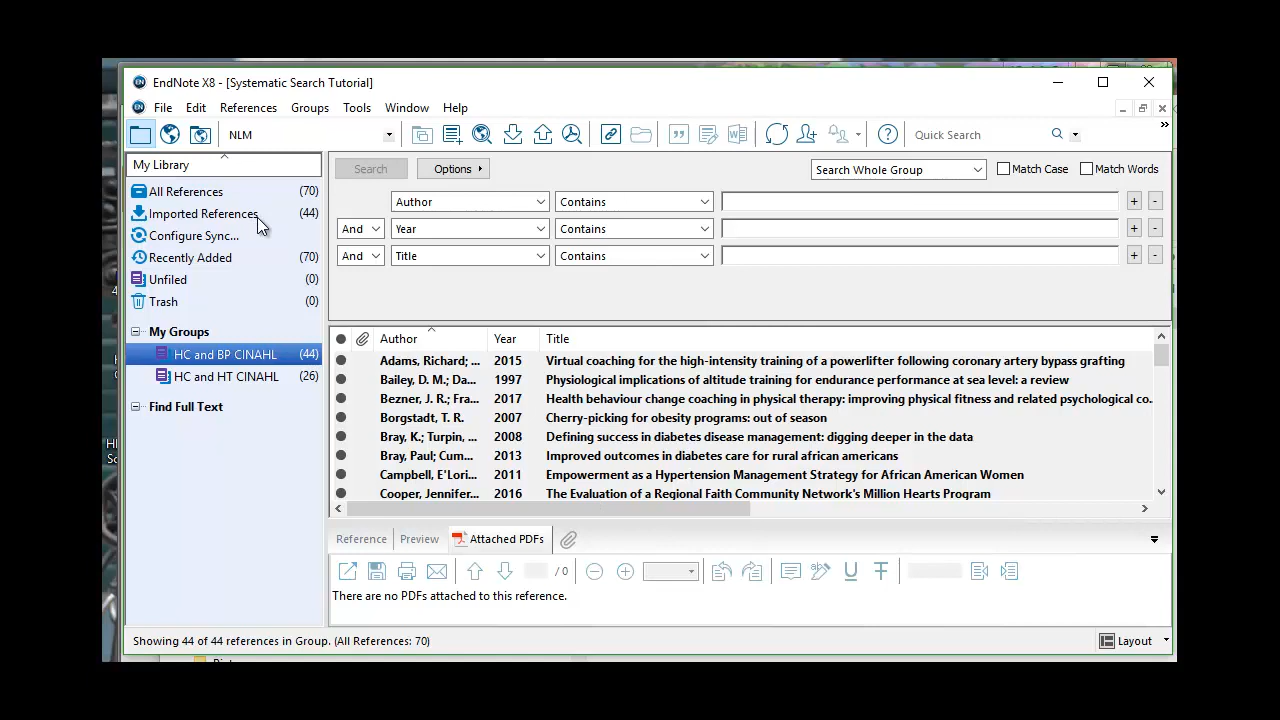 EndNote X8 - [Systematic Search Tutorial]
File Edit References Groups Tools Window Help
NLM
Quick Search
My Library
All References (70)
Imported References (44)
Configure Sync...
Recently Added (70)
Unfiled (0)
Trash (0)
My Groups
HC and BP CINAHL (44)
HC and HT CINAHL (26)
Find Full Text
Search Options Search Whole Group Match Case Match Words
Author Contains + -
And Year Contains + -
And Title Contains + -
Author Year Title
Adams, Richard; ... 2015 Virtual coaching for the high-intensity training of a powerlifter following coronary artery bypass grafting
Bailey, D. M.; Da... 1997 Physiological implications of altitude training for endurance performance at sea level: a review
Bezner, J. R.; Fra... 2017 Health behaviour change coaching in physical therapy: improving physical fitness and related psychological co...
Borgstadt, T. R. 2007 Cherry-picking for obesity programs: out of season
Bray, K.; Turpin, ... 2008 Defining success in diabetes disease management: digging deeper in the data
Bray, Paul; Cum... 2013 Improved outcomes in diabetes care for rural african americans
Campbell, E'Lori... 2011 Empowerment as a Hypertension Management Strategy for African American Women
Cooper, Jennifer... 2016 The Evaluation of a Regional Faith Community Network's Million Hearts Program
Reference Preview Attached PDFs
/ 0
There are no PDFs attached to this reference.
Showing 44 of 44 references in Group. (All References: 70)
Layout